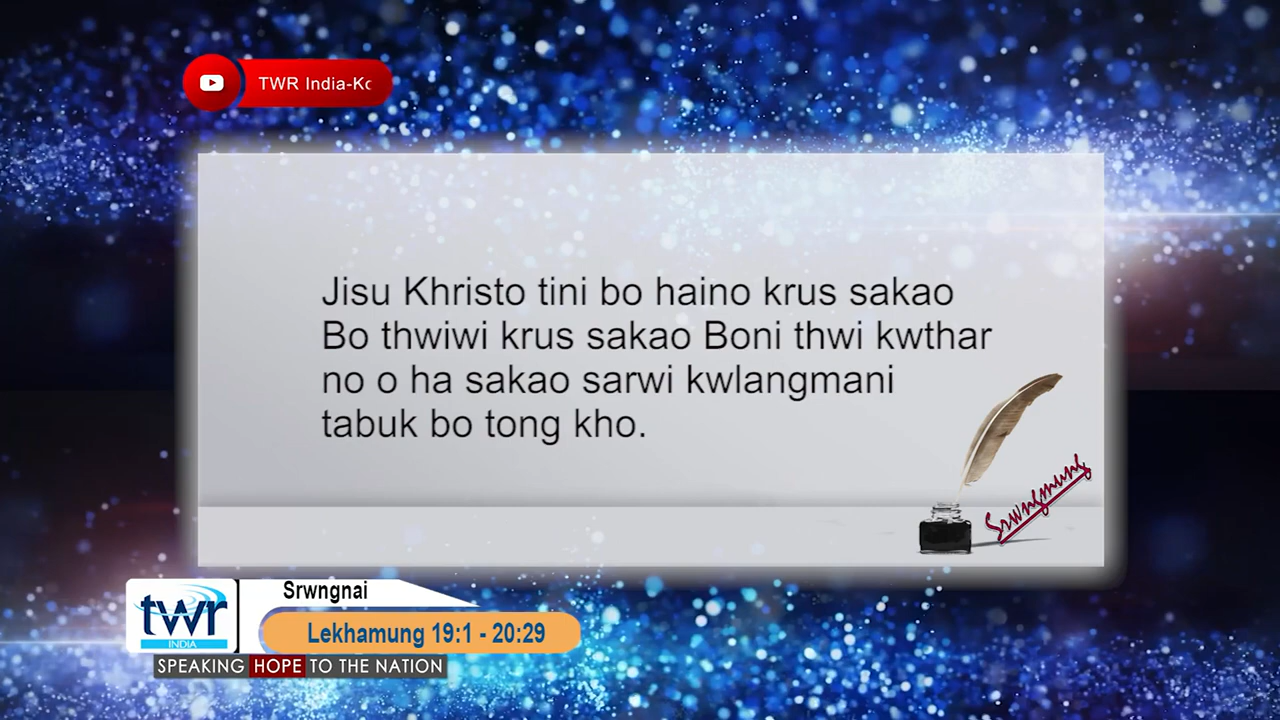 TWR India-Ko
Jisu Khristo tini bo haino krus sakao
Bo thwiwi krus sakao Boni thwi kwthar
no o ha sakao sarwi kwlangmani
tabuk bo tong kho.
Srwngmung
twr
INDIA
Srwngnai
Lekhamung 19:1 - 20:29
SPEAKING HOPE TO THE NATION